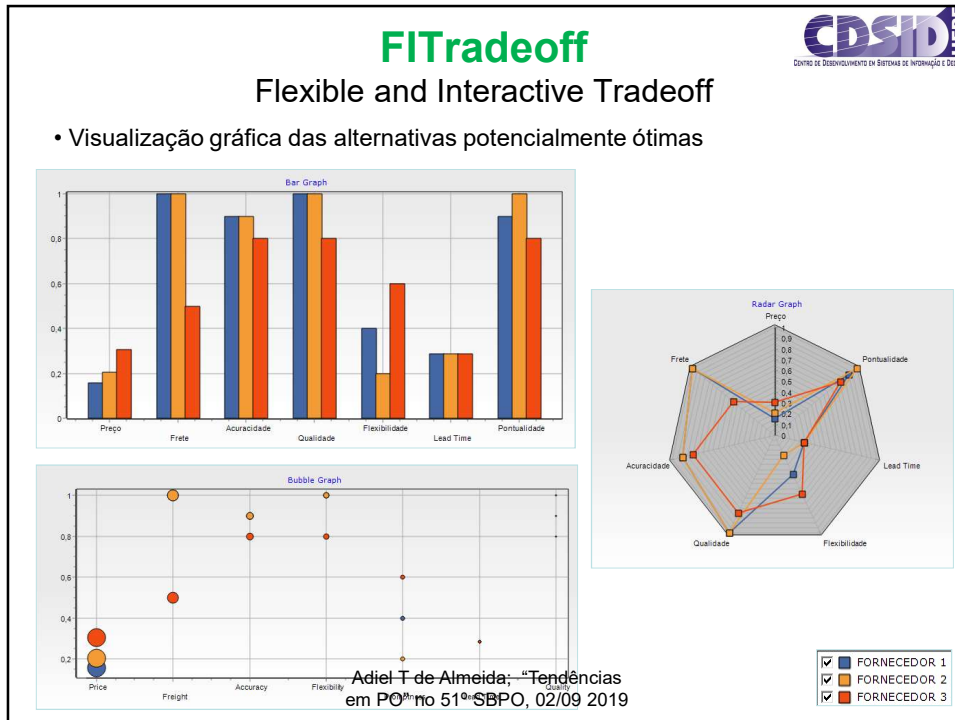 FITradeoff
Flexible and Interactive Tradeoff
CDSID
UFPE
CENTRO DE DESENVOLVIMENTO EM SISTEMAS DE INFORMAÇÃO E
• Visualização gráfica das alternativas potencialmente ótimas
Bar Graph
1
0,8
0,6
0,4
0,2
0
Preço
Frete
Acuracidade
Qualidade
Flexibilidade
Lead Time
Pontualidade
Radar Graph
Preço
1
0,9
0,8
0,7
0,6
0,5
0,4
0,3
0,2
0,1
0
Frete
Pontualidade
Acuracidade
Lead Time
Qualidade
Flexibilidade
Bubble Graph
1
0,8
0,6
0,4
0,2
Price
Freight
Accuracy
Flexibility
Lead Time
Quality
Adiel T de Almeida; “Tendências
em PO” no 51º SBPO, 02/09 2019
FORNECEDOR 1
FORNECEDOR 2
FORNECEDOR 3